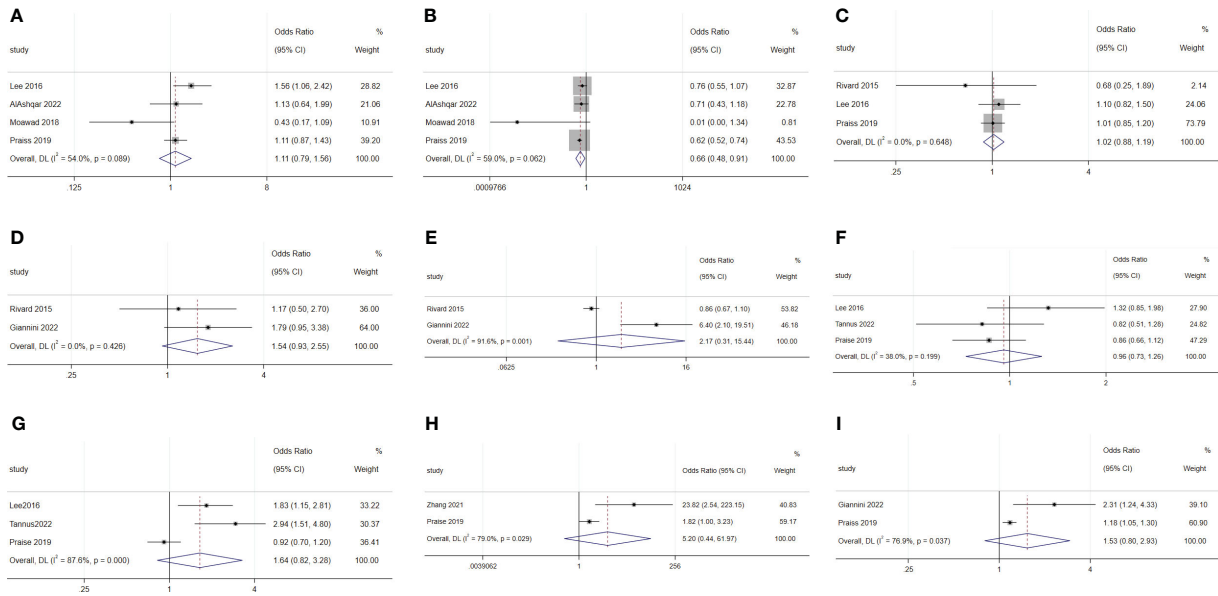 A
Odds Ratio %
study (95% CI) Weight
Lee 2016 1.56 (1.06, 2.42) 28.82
AlAshqar 2022 1.13 (0.64, 1.99) 21.06
Moawad 2018 0.43 (0.17, 1.09) 10.91
Praiss 2019 1.11 (0.87, 1.43) 39.20
Overall, DL (I² = 54.0%, p = 0.089) 1.11 (0.79, 1.56) 100.00
.125 1 8
B
Odds Ratio %
study (95% CI) Weight
Lee 2016 0.76 (0.55, 1.07) 32.87
AlAshqar 2022 0.71 (0.43, 1.18) 22.78
Moawad 2018 0.01 (0.00, 1.34) 0.81
Praiss 2019 0.62 (0.52, 0.74) 43.53
Overall, DL (I² = 59.0%, p = 0.062) 0.66 (0.48, 0.91) 100.00
.0009766 1 1024
C
Odds Ratio %
study (95% CI) Weight
Rivard 2015 0.68 (0.25, 1.89) 2.14
Lee 2016 1.10 (0.82, 1.50) 24.06
Praiss 2019 1.01 (0.85, 1.20) 73.79
Overall, DL (I² = 0.0%, p = 0.648) 1.02 (0.88, 1.19) 100.00
.25 1 4
D
Odds Ratio %
study (95% CI) Weight
Rivard 2015 1.17 (0.50, 2.70) 36.00
Giannini 2022 1.79 (0.95, 3.38) 64.00
Overall, DL (I² = 0.0%, p = 0.426) 1.54 (0.93, 2.55) 100.00
.25 1 4
E
Odds Ratio %
study (95% CI) Weight
Rivard 2015 0.86 (0.67, 1.10) 53.82
Giannini 2022 6.40 (2.10, 19.51) 46.18
Overall, DL (I² = 91.6%, p = 0.001) 2.17 (0.31, 15.44) 100.00
.0625 1 16
F
Odds Ratio %
study (95% CI) Weight
Lee 2016 1.32 (0.85, 1.98) 27.90
Tannus 2022 0.82 (0.51, 1.28) 24.82
Praise 2019 0.86 (0.66, 1.12) 47.29
Overall, DL (I² = 38.0%, p = 0.199) 0.96 (0.73, 1.26) 100.00
.5 1 2
G
Odds Ratio %
study (95% CI) Weight
Lee2016 1.83 (1.15, 2.81) 33.22
Tannus2022 2.94 (1.51, 4.80) 30.37
Praise 2019 0.92 (0.70, 1.20) 36.41
Overall, DL (I² = 87.6%, p = 0.000) 1.64 (0.82, 3.28) 100.00
.25 1 4
H
%
study Odds Ratio (95% CI) Weight
Zhang 2021 23.82 (2.54, 223.15) 40.83
Praise 2019 1.82 (1.00, 3.23) 59.17
Overall, DL (I² = 79.0%, p = 0.029) 5.20 (0.44, 61.97) 100.00
.0039062 1 256
I
Odds Ratio %
study (95% CI) Weight
Giannini 2022 2.31 (1.24, 4.33) 39.10
Praiss 2019 1.18 (1.05, 1.30) 60.90
Overall, DL (I² = 76.9%, p = 0.037) 1.53 (0.80, 2.93) 100.00
.25 1 4